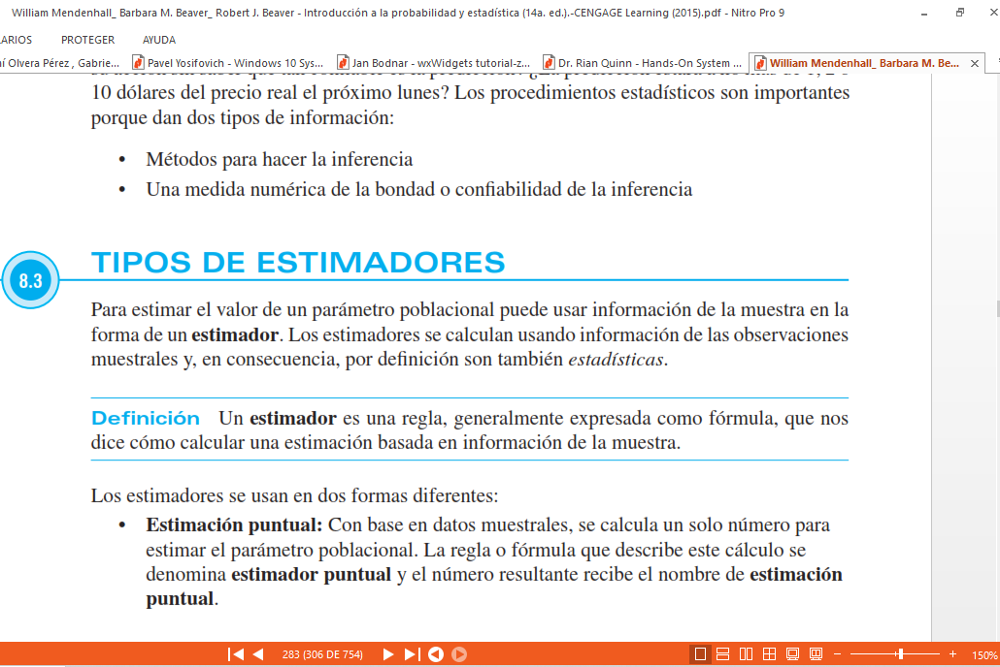 William Mendenhall_ Barbara M. Beaver_ Robert J. Beaver - Introducción a la probabilidad y estadística (14a. ed.).-CENGAGE Learning (2015).pdf - Nitro Pro 9
ARIOS PROTEGER AYUDA
í Olvera Pérez , Gabrie... Pavel Yosifovich - Windows 10 Sys... Jan Bodnar - wxWidgets tutorial-z... Dr. Rian Quinn - Hands-On System ... William Mendenhall_ Barbara M. Be...
10 dólares del precio real el próximo lunes? Los procedimientos estadísticos son importantes
porque dan dos tipos de información:
• Métodos para hacer la inferencia
• Una medida numérica de la bondad o confiabilidad de la inferencia
8.3 TIPOS DE ESTIMADORES
Para estimar el valor de un parámetro poblacional puede usar información de la muestra en la
forma de un estimador. Los estimadores se calculan usando información de las observaciones
muestrales y, en consecuencia, por definición son también estadísticas.
Definición Un estimador es una regla, generalmente expresada como fórmula, que nos
dice cómo calcular una estimación basada en información de la muestra.
Los estimadores se usan en dos formas diferentes:
• Estimación puntual: Con base en datos muestrales, se calcula un solo número para
estimar el parámetro poblacional. La regla o fórmula que describe este cálculo se
denomina estimador puntual y el número resultante recibe el nombre de estimación
puntual.
283 (306 DE 754) 150%